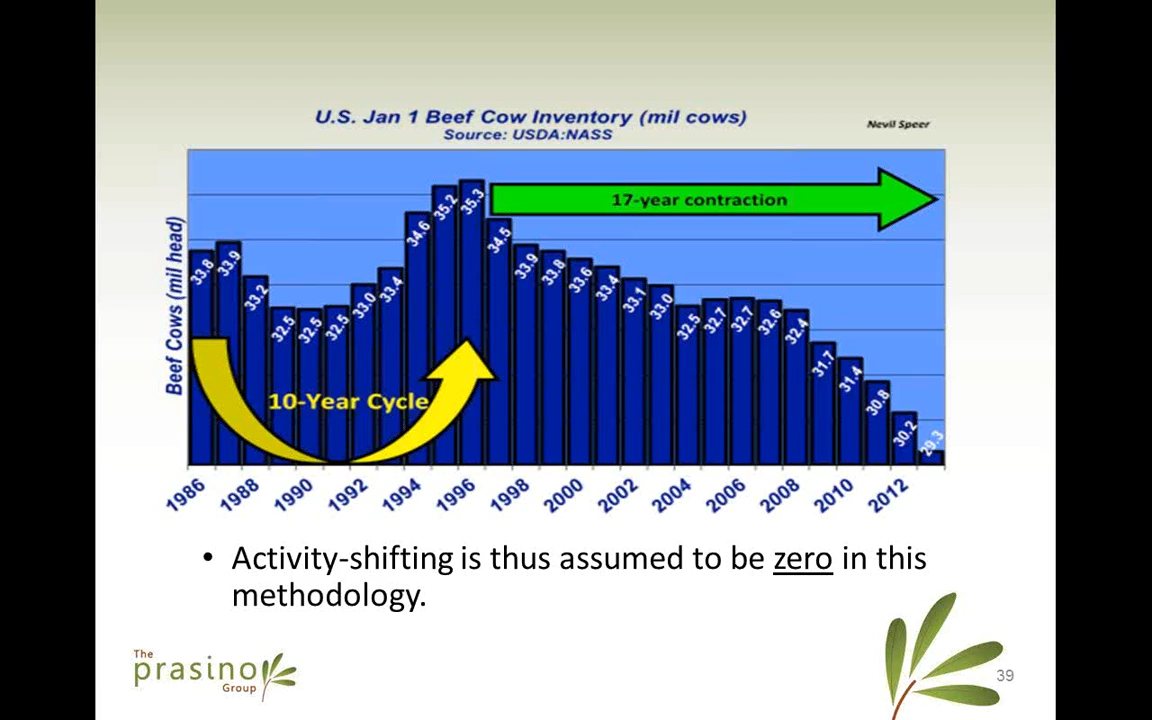 U.S. Jan 1 Beef Cow Inventory (mil cows)
Source: USDA:NASS
Nevil Speer
Beef Cows (mil head)
17-year contraction
10-Year Cycle
33.8 33.9 33.2 32.5 32.5 32.5 33.0 33.4 34.6 35.2 35.3 34.5 33.9 33.8 33.6 33.4 33.1 33.0 32.5 32.7 32.7 32.6 32.4 31.7 31.4 30.8 30.2 29.3
1986 1988 1990 1992 1994 1996 1998 2000 2002 2004 2006 2008 2010 2012
• Activity-shifting is thus assumed to be zero in this
methodology.
The
prasino
Group
39